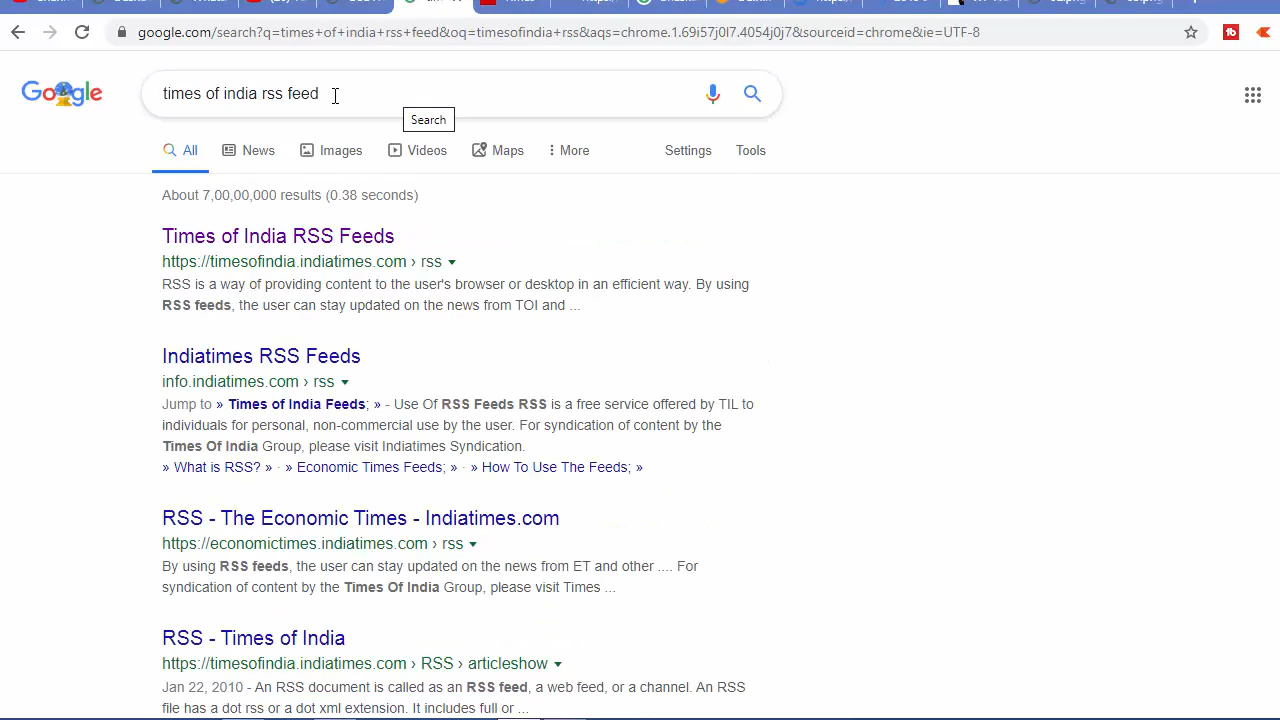 google.com/search?q=times+of+india+rss+feed&oq=timesofindia+rss&aqs=chrome.1.69i57j0l7.4054j0j7&sourceid=chrome&ie=UTF-8
Google
times of india rss feed
Search
All News Images Videos Maps More Settings Tools
About 7,00,00,000 results (0.38 seconds)
Times of India RSS Feeds
https://timesofindia.indiatimes.com › rss
RSS is a way of providing content to the user's browser or desktop in an efficient way. By using
RSS feeds, the user can stay updated on the news from TOI and ...
Indiatimes RSS Feeds
info.indiatimes.com › rss
Jump to » Times of India Feeds; » - Use Of RSS Feeds RSS is a free service offered by TIL to
individuals for personal, non-commercial use by the user. For syndication of content by the
Times Of India Group, please visit Indiatimes Syndication.
» What is RSS? » · » Economic Times Feeds; » · » How To Use The Feeds; »
RSS - The Economic Times - Indiatimes.com
https://economictimes.indiatimes.com › rss
By using RSS feeds, the user can stay updated on the news from ET and other .... For
syndication of content by the Times Of India Group, please visit Times ...
RSS - Times of India
https://timesofindia.indiatimes.com › RSS › articleshow
Jan 22, 2010 - An RSS document is called as an RSS feed, a web feed, or a channel. An RSS
file has a dot rss or a dot xml extension. It includes full or ...